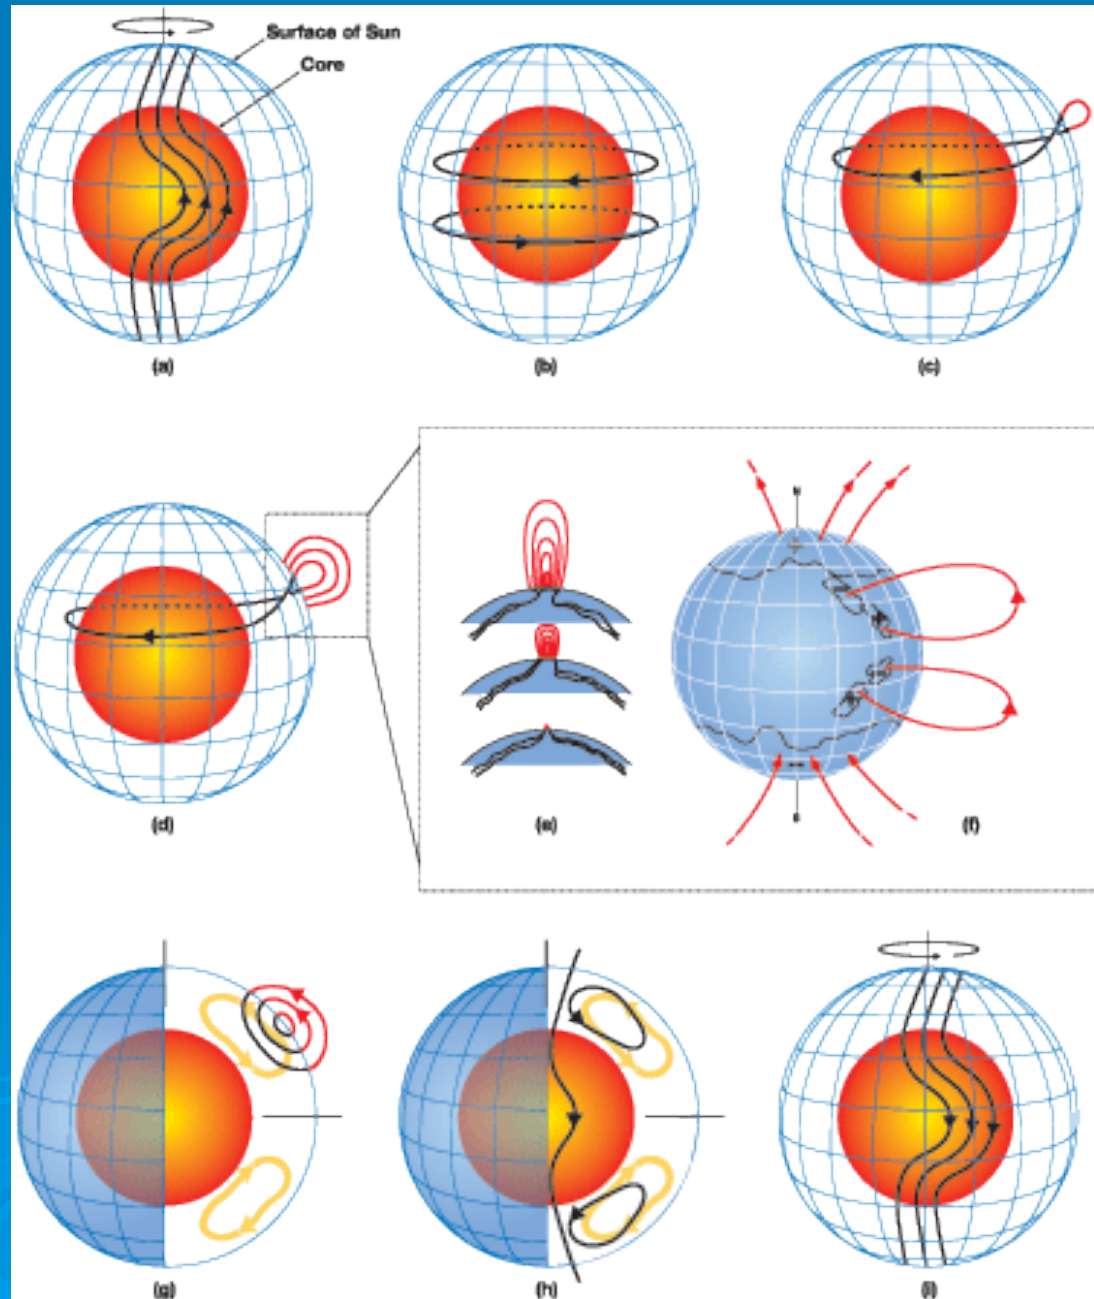 Surface of Sun
Core
(a)
(b)
(c)
N
+
(d)
(e)
−
S
(f)
(g)
(h)
(i)